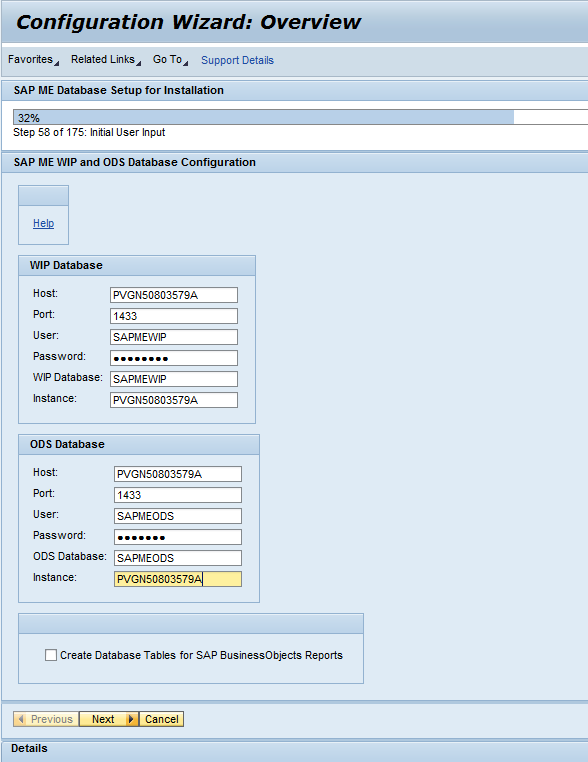 Configuration Wizard: Overview
Favorites Related Links Go To Support Details
SAP ME Database Setup for Installation
32%
Step 58 of 175: Initial User Input
SAP ME WIP and ODS Database Configuration
Help
WIP Database
Host: PVGN50803579A
Port: 1433
User: SAPMEWIP
Password: ●●●●●●●●
WIP Database: SAPMEWIP
Instance: PVGN50803579A
ODS Database
Host: PVGN50803579A
Port: 1433
User: SAPMEODS
Password: ●●●●●●●
ODS Database: SAPMEODS
Instance: PVGN50803579A
Create Database Tables for SAP BusinessObjects Reports
Previous Next Cancel
Details